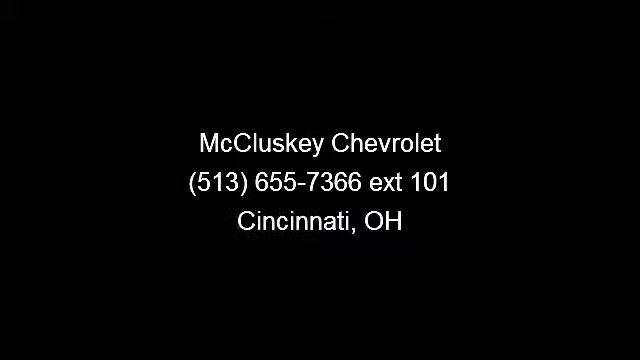 McCluskey Chevrolet
(513) 655-7366 ext 101
Cincinnati, OH